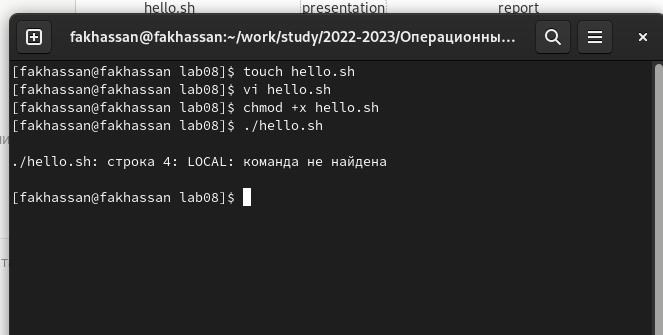 hello.sh presentation report
fakhassan@fakhassan:~/work/study/2022-2023/Операционны...
[fakhassan@fakhassan lab08]$ touch hello.sh
[fakhassan@fakhassan lab08]$ vi hello.sh
[fakhassan@fakhassan lab08]$ chmod +x hello.sh
[fakhassan@fakhassan lab08]$ ./hello.sh
./hello.sh: строка 4: LOCAL: команда не найдена
[fakhassan@fakhassan lab08]$